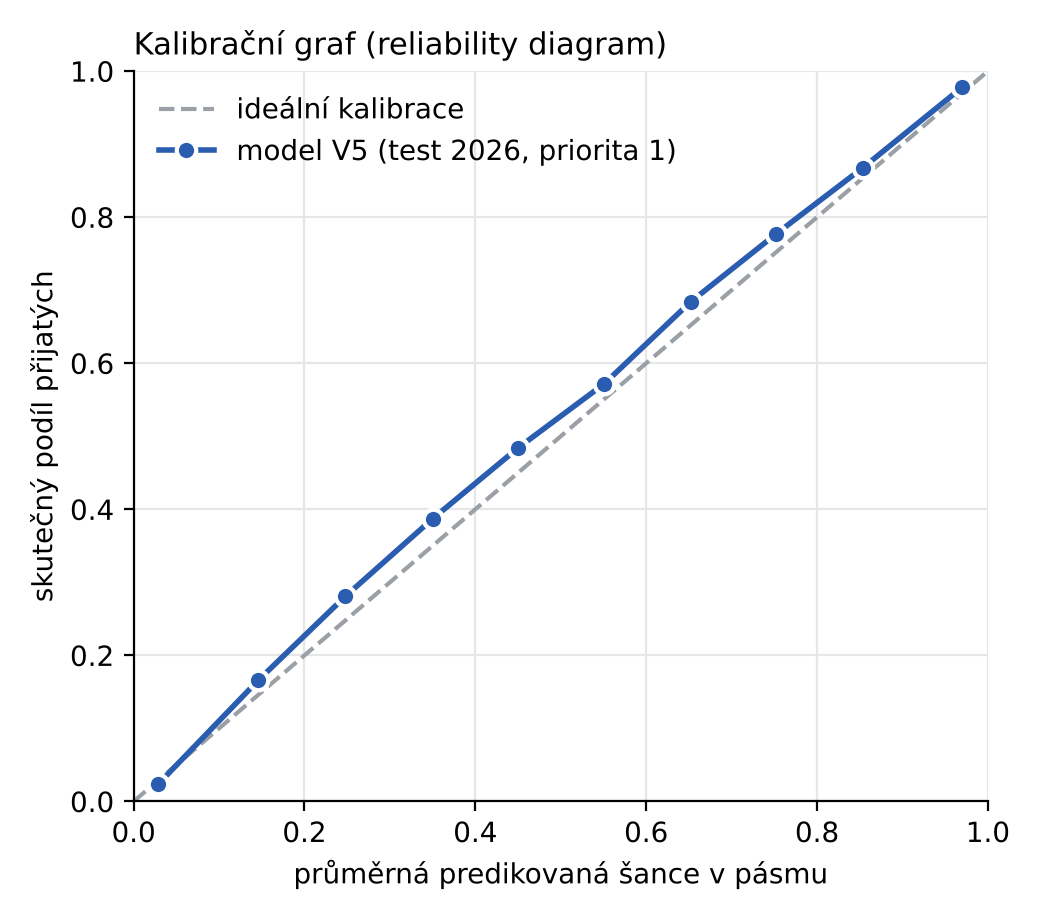 Kalibrační graf (reliability diagram)
ideální kalibrace
model V5 (test 2026, priorita 1)
skutečný podíl přijatých
1.0
0.8
0.6
0.4
0.2
0.0
0.0 0.2 0.4 0.6 0.8 1.0
průměrná predikovaná šance v pásmu